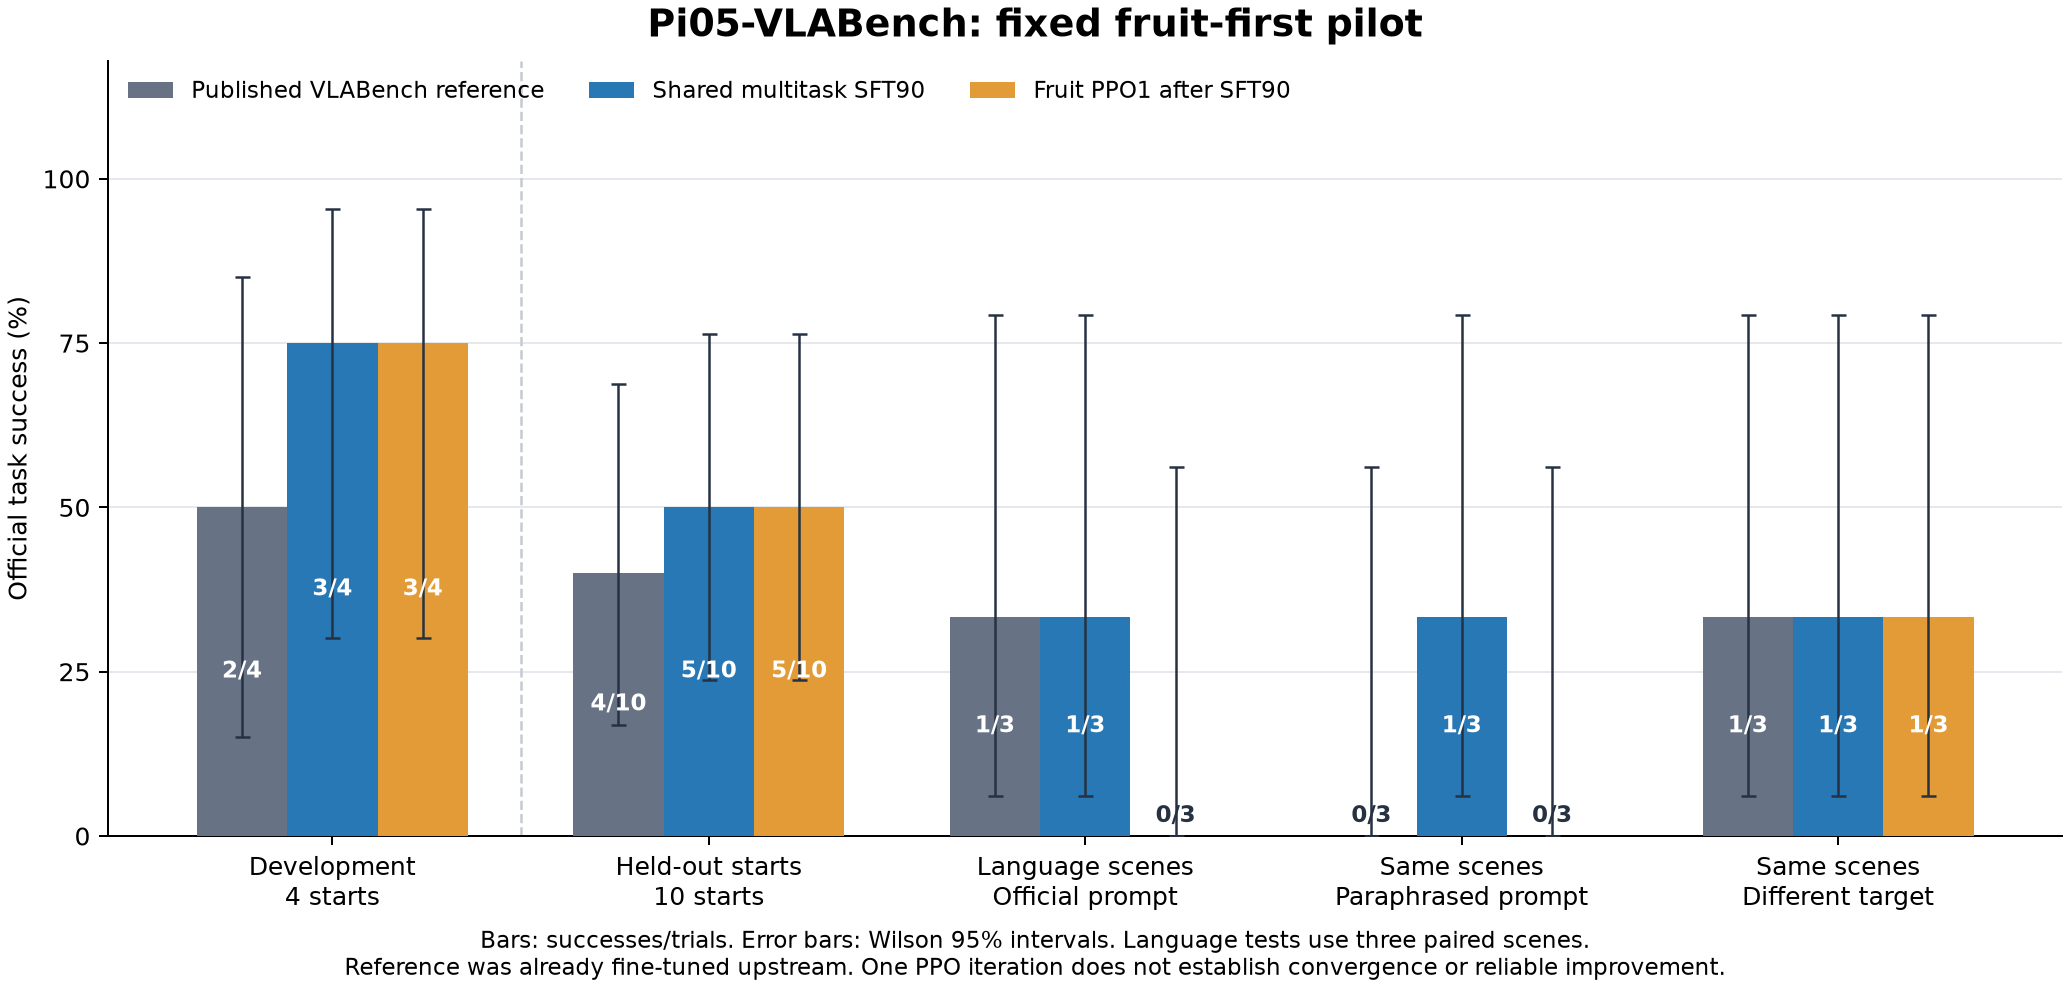 Pi05-VLABench: fixed fruit-first pilot
Published VLABench reference
Shared multitask SFT90
Fruit PPO1 after SFT90
Official task success (%)
100
75
50
25
0
2/4
3/4
3/4
4/10
5/10
5/10
1/3
1/3
0/3
0/3
1/3
0/3
1/3
1/3
1/3
Development
4 starts
Held-out starts
10 starts
Language scenes
Official prompt
Same scenes
Paraphrased prompt
Same scenes
Different target
Bars: successes/trials. Error bars: Wilson 95% intervals. Language tests use three paired scenes.
Reference was already fine-tuned upstream. One PPO iteration does not establish convergence or reliable improvement.